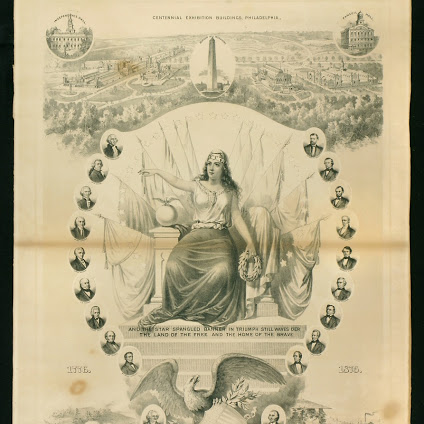 CENTENNIAL EXHIBITION BUILDINGS, PHILADELPHIA.
AND THE STAR SPANGLED BANNER IN TRIUMPH STILL WAVES O'ER
THE LAND OF THE FREE AND THE HOME OF THE BRAVE
1776. 1876.